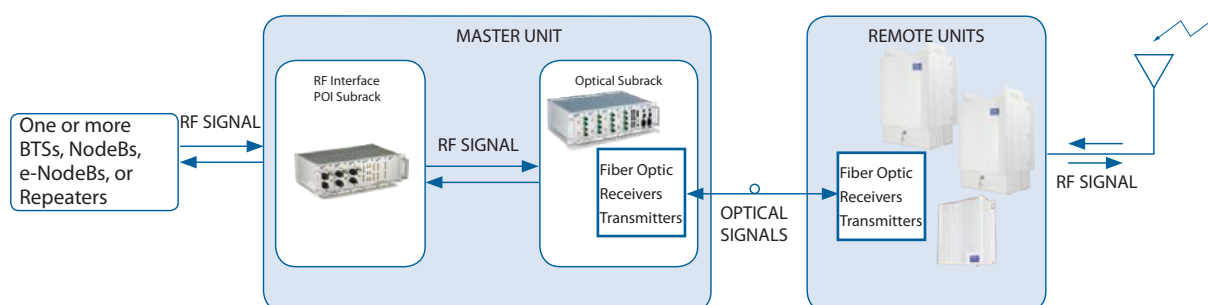 MASTER UNIT
REMOTE UNITS
RF Interface
POI Subrack
Optical Subrack
One or more
BTSs, NodeBs,
e-NodeBs, or
Repeaters
RF SIGNAL
RF SIGNAL
Fiber Optic
Receivers
Transmitters
OPTICAL
SIGNALS
Fiber Optic
Receivers
Transmitters
RF SIGNAL